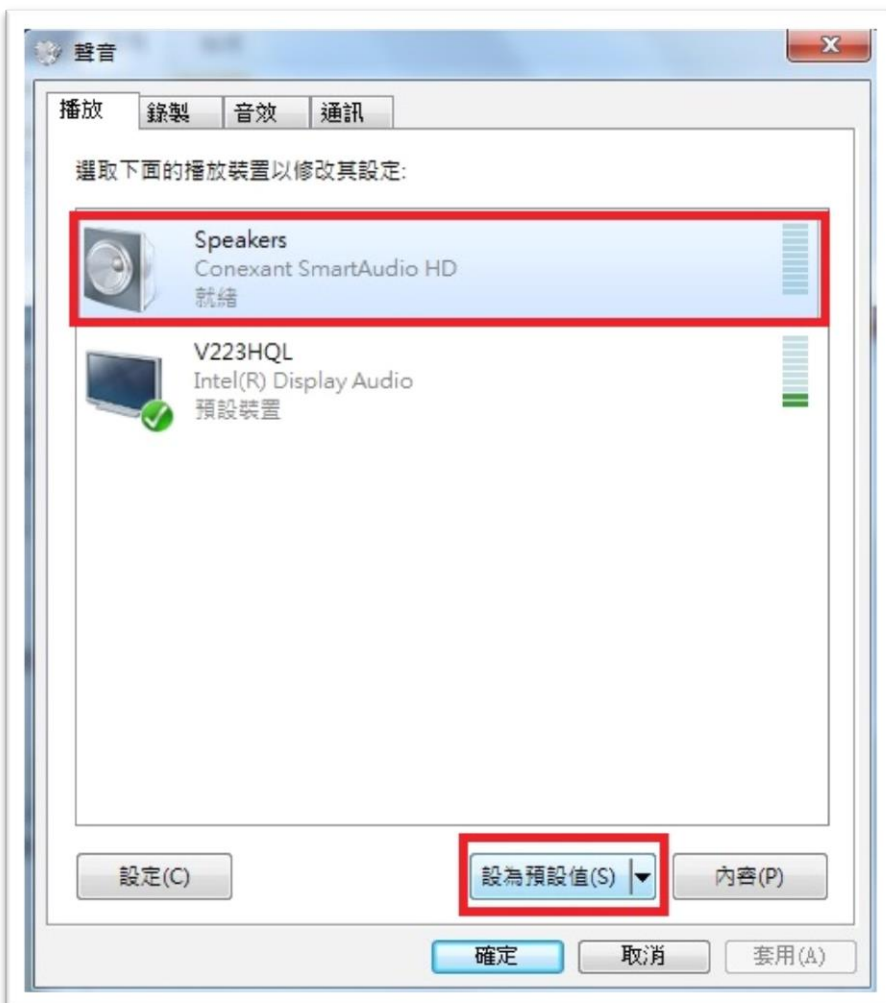 聲音
播放 錄製 音效 通訊
選取下面的播放裝置以修改其設定:
Speakers
Conexant SmartAudio HD
就緒
V223HQL
Intel(R) Display Audio
預設裝置
設定(C) 設為預設值(S) 內容(P)
確定 取消 套用(A)